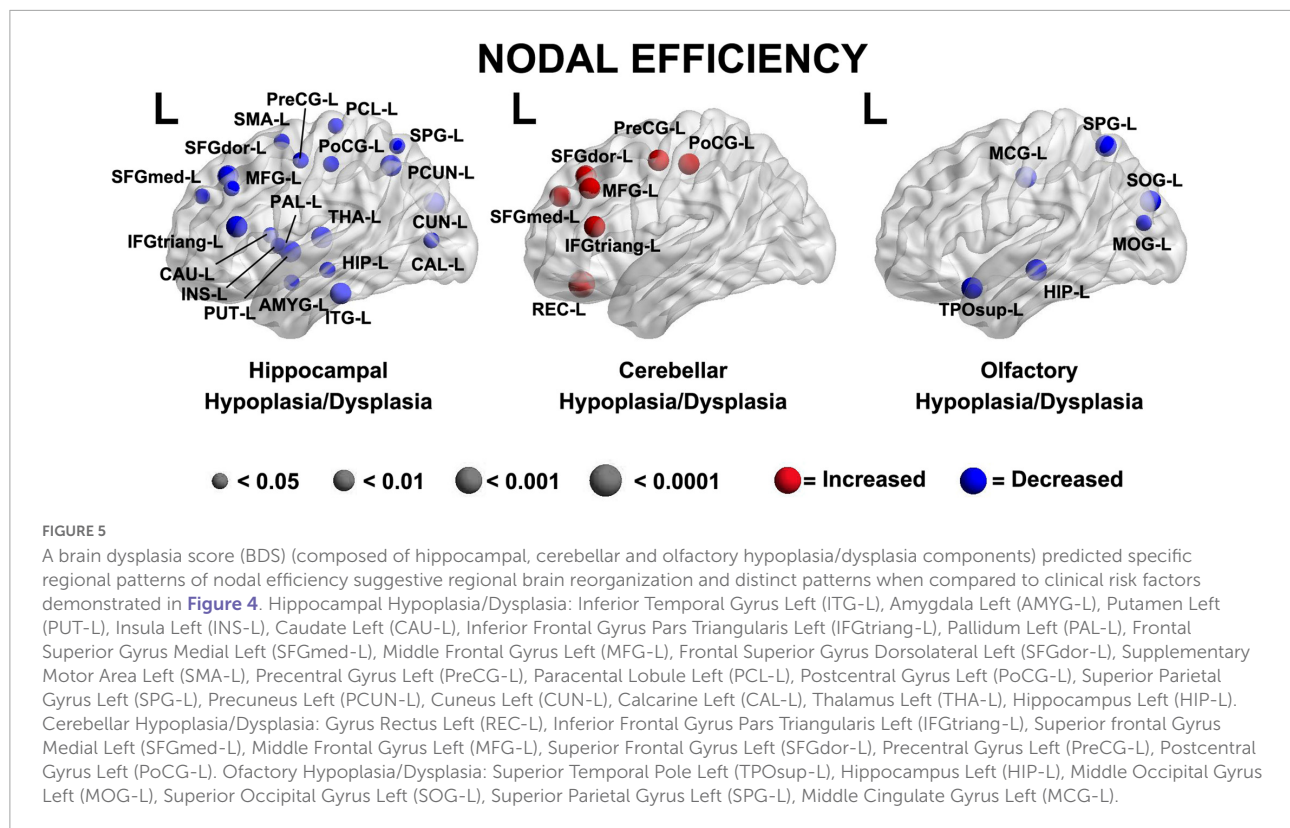 NODAL EFFICIENCY
L
PreCG-L
PCL-L
SMA-L
SPG-L
SFGdor-L
PoCG-L
SFGmed-L
MFG-L
PCUN-L
PAL-L
THA-L
IFGtriang-L
CUN-L
CAU-L
HIP-L
CAL-L
INS-L
PUT-L
AMYG-L
ITG-L
Hippocampal
Hypoplasia/Dysplasia
L
PreCG-L
PoCG-L
SFGdor-L
MFG-L
SFGmed-L
IFGtriang-L
REC-L
Cerebellar
Hypoplasia/Dysplasia
L
SPG-L
MCG-L
SOG-L
MOG-L
HIP-L
TPOsup-L
Olfactory
Hypoplasia/Dysplasia
< 0.05 < 0.01 < 0.001 < 0.0001 = Increased = Decreased
FIGURE 5
A brain dysplasia score (BDS) (composed of hippocampal, cerebellar and olfactory hypoplasia/dysplasia components) predicted specific
regional patterns of nodal efficiency suggestive regional brain reorganization and distinct patterns when compared to clinical risk factors
demonstrated in Figure 4. Hippocampal Hypoplasia/Dysplasia: Inferior Temporal Gyrus Left (ITG-L), Amygdala Left (AMYG-L), Putamen Left
(PUT-L), Insula Left (INS-L), Caudate Left (CAU-L), Inferior Frontal Gyrus Pars Triangularis Left (IFGtriang-L), Pallidum Left (PAL-L), Frontal
Superior Gyrus Medial Left (SFGmed-L), Middle Frontal Gyrus Left (MFG-L), Frontal Superior Gyrus Dorsolateral Left (SFGdor-L), Supplementary
Motor Area Left (SMA-L), Precentral Gyrus Left (PreCG-L), Paracental Lobule Left (PCL-L), Postcentral Gyrus Left (PoCG-L), Superior Parietal
Gyrus Left (SPG-L), Precuneus Left (PCUN-L), Cuneus Left (CUN-L), Calcarine Left (CAL-L), Thalamus Left (THA-L), Hippocampus Left (HIP-L).
Cerebellar Hypoplasia/Dysplasia: Gyrus Rectus Left (REC-L), Inferior Frontal Gyrus Pars Triangularis Left (IFGtriang-L), Superior frontal Gyrus
Medial Left (SFGmed-L), Middle Frontal Gyrus Left (MFG-L), Superior Frontal Gyrus Left (SFGdor-L), Precentral Gyrus Left (PreCG-L), Postcentral
Gyrus Left (PoCG-L). Ofactory Hypoplasia/Dysplasia: Superior Temporal Pole Left (TPOsup-L), Hippocampus Left (HIP-L), Middle Occipital Gyrus
Left (MOG-L), Superior Occipital Gyrus Left (SOG-L), Superior Parietal Gyrus Left (SPG-L), Middle Cingulate Gyrus Left (MCG-L).